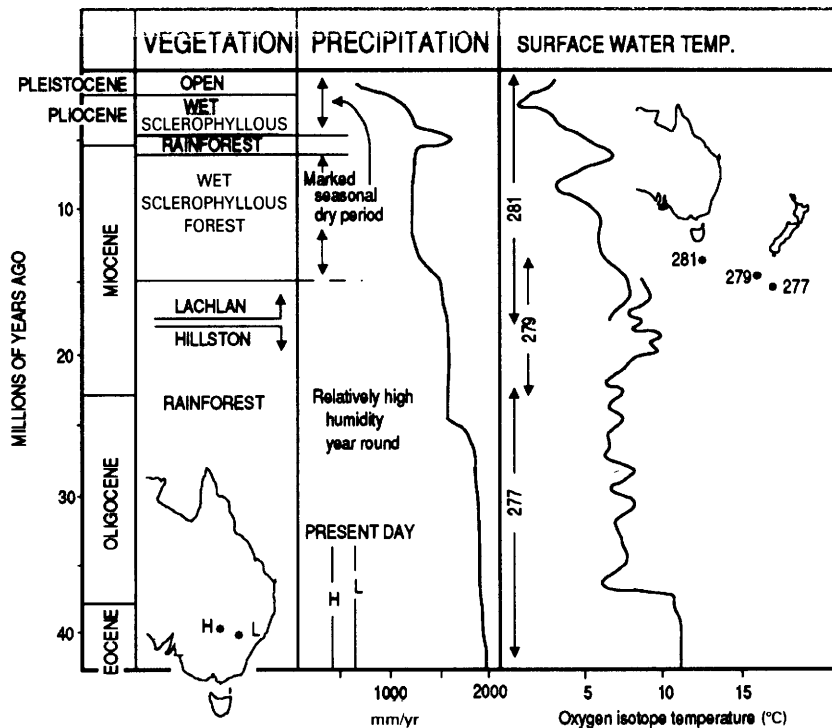 VEGETATION
PRECIPITATION
SURFACE WATER TEMP.
PLEISTOCENE
OPEN
PLIOCENE
WET
SCLEROPHYLLOUS
RAINFOREST
WET
SCLEROPHYLLOUS
FOREST
Marked
seasonal
dry period
MIOCENE
LACHLAN
HILLSTON
RAINFOREST
Relatively high
humidity
year round
OLIGOCENE
EOCENE
PRESENT DAY
H
L
H
L
281
279
277
281
279
277
MILLIONS OF YEARS AGO
10
20
30
40
1000
2000
mm/yr
5
10
15
Oxygen isotope temperature (°C)